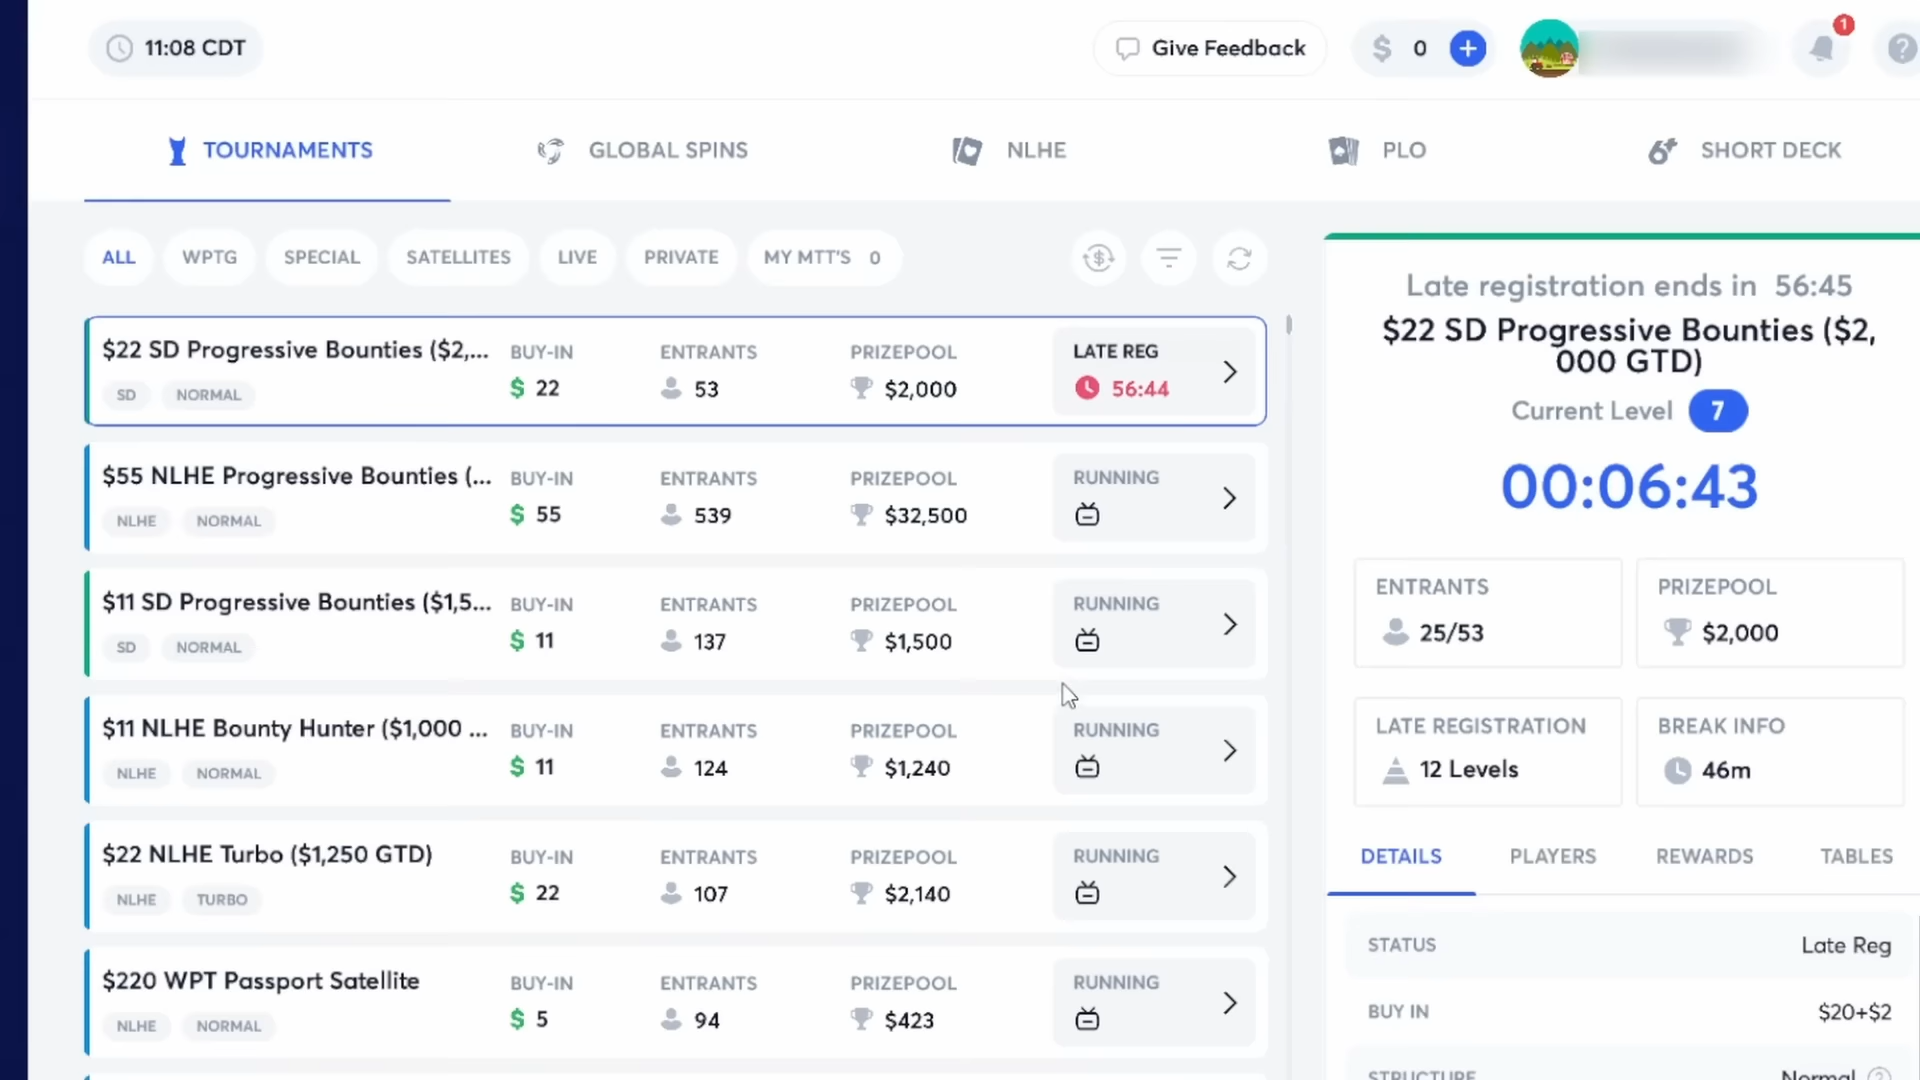 11:08 CDT
Give Feedback
$ 0
1
?
TOURNAMENTS
GLOBAL SPINS
NLHE
PLO
6+ SHORT DECK
ALL
WPTG
SPECIAL
SATELLITES
LIVE
PRIVATE
MY MTT'S 0
$22 SD Progressive Bounties ($2,...
SD NORMAL
BUY-IN
$ 22
ENTRANTS
53
PRIZEPOOL
$2,000
LATE REG
56:44
$55 NLHE Progressive Bounties (...
NLHE NORMAL
BUY-IN
$ 55
ENTRANTS
539
PRIZEPOOL
$32,500
RUNNING
$11 SD Progressive Bounties ($1,5...
SD NORMAL
BUY-IN
$ 11
ENTRANTS
137
PRIZEPOOL
$1,500
RUNNING
$11 NLHE Bounty Hunter ($1,000 ...
NLHE NORMAL
BUY-IN
$ 11
ENTRANTS
124
PRIZEPOOL
$1,240
RUNNING
$22 NLHE Turbo ($1,250 GTD)
NLHE TURBO
BUY-IN
$ 22
ENTRANTS
107
PRIZEPOOL
$2,140
RUNNING
$220 WPT Passport Satellite
NLHE NORMAL
BUY-IN
$ 5
ENTRANTS
94
PRIZEPOOL
$423
RUNNING
Late registration ends in 56:45
$22 SD Progressive Bounties ($2,
000 GTD)
Current Level 7
00:06:43
ENTRANTS
25/53
PRIZEPOOL
$2,000
LATE REGISTRATION
12 Levels
BREAK INFO
46m
DETAILS
PLAYERS
REWARDS
TABLES
STATUS Late Reg
BUY IN $20+$2
STRUCTURE Normal ?